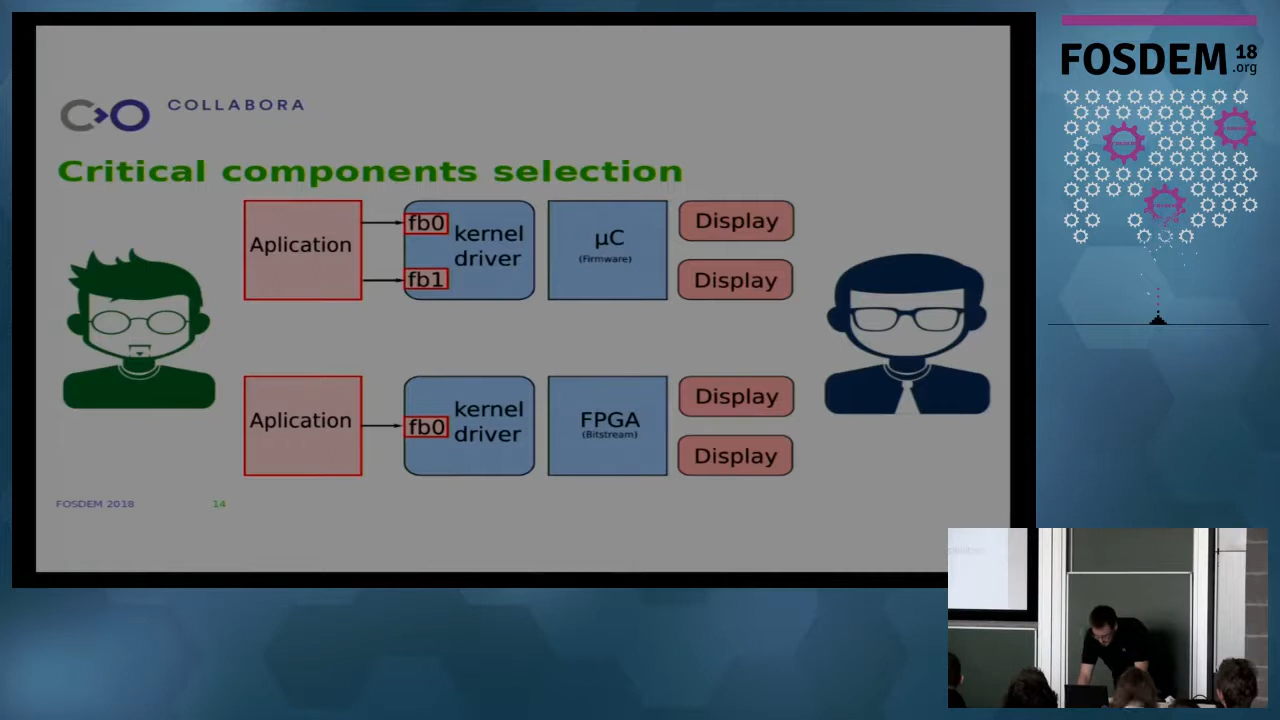 COLLABORA
Critical components selection
Aplication
fb0
fb1
kernel
driver
µC
(Firmware)
Display
Display
Aplication
fb0
kernel
driver
FPGA
(Bitstream)
Display
Display
FOSDEM 2018
14
FOSDEM 18
.org